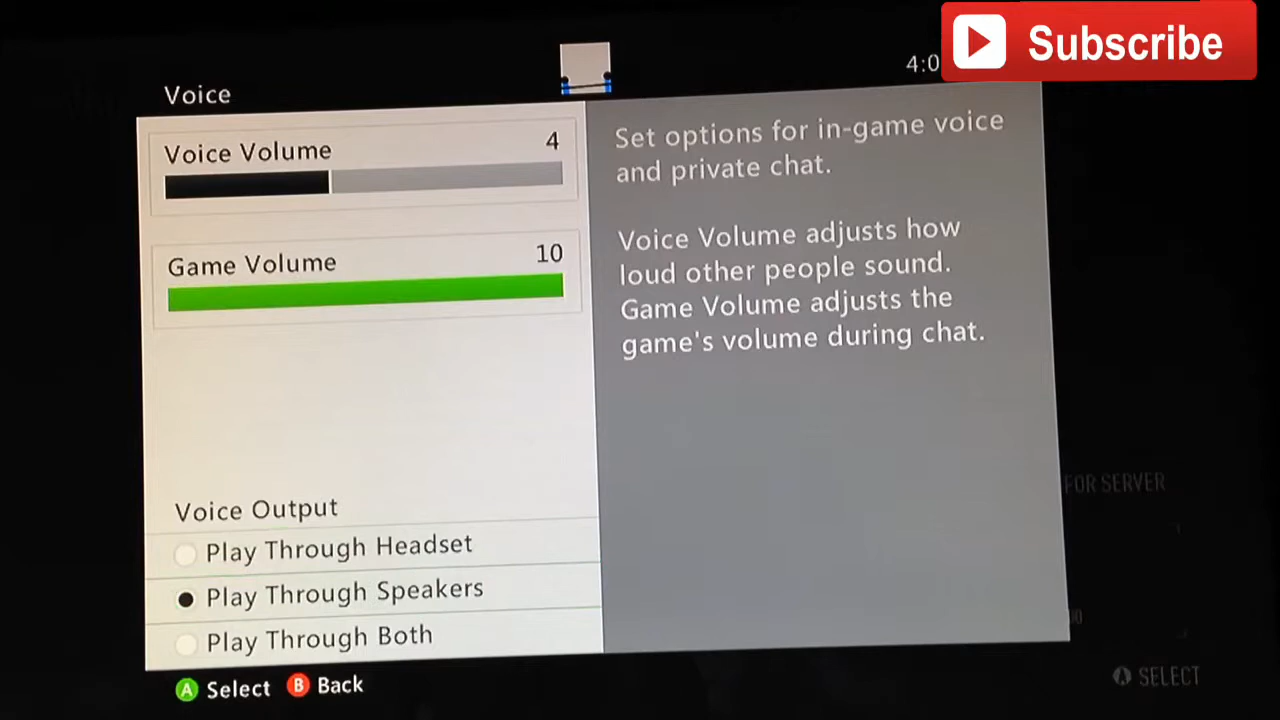 Subscribe
4:0
Voice
Voice Volume 4
Game Volume 10
Set options for in-game voice
and private chat.
Voice Volume adjusts how
loud other people sound.
Game Volume adjusts the
game's volume during chat.
Voice Output
Play Through Headset
Play Through Speakers
Play Through Both
A Select B Back
FOR SERVER
A SELECT